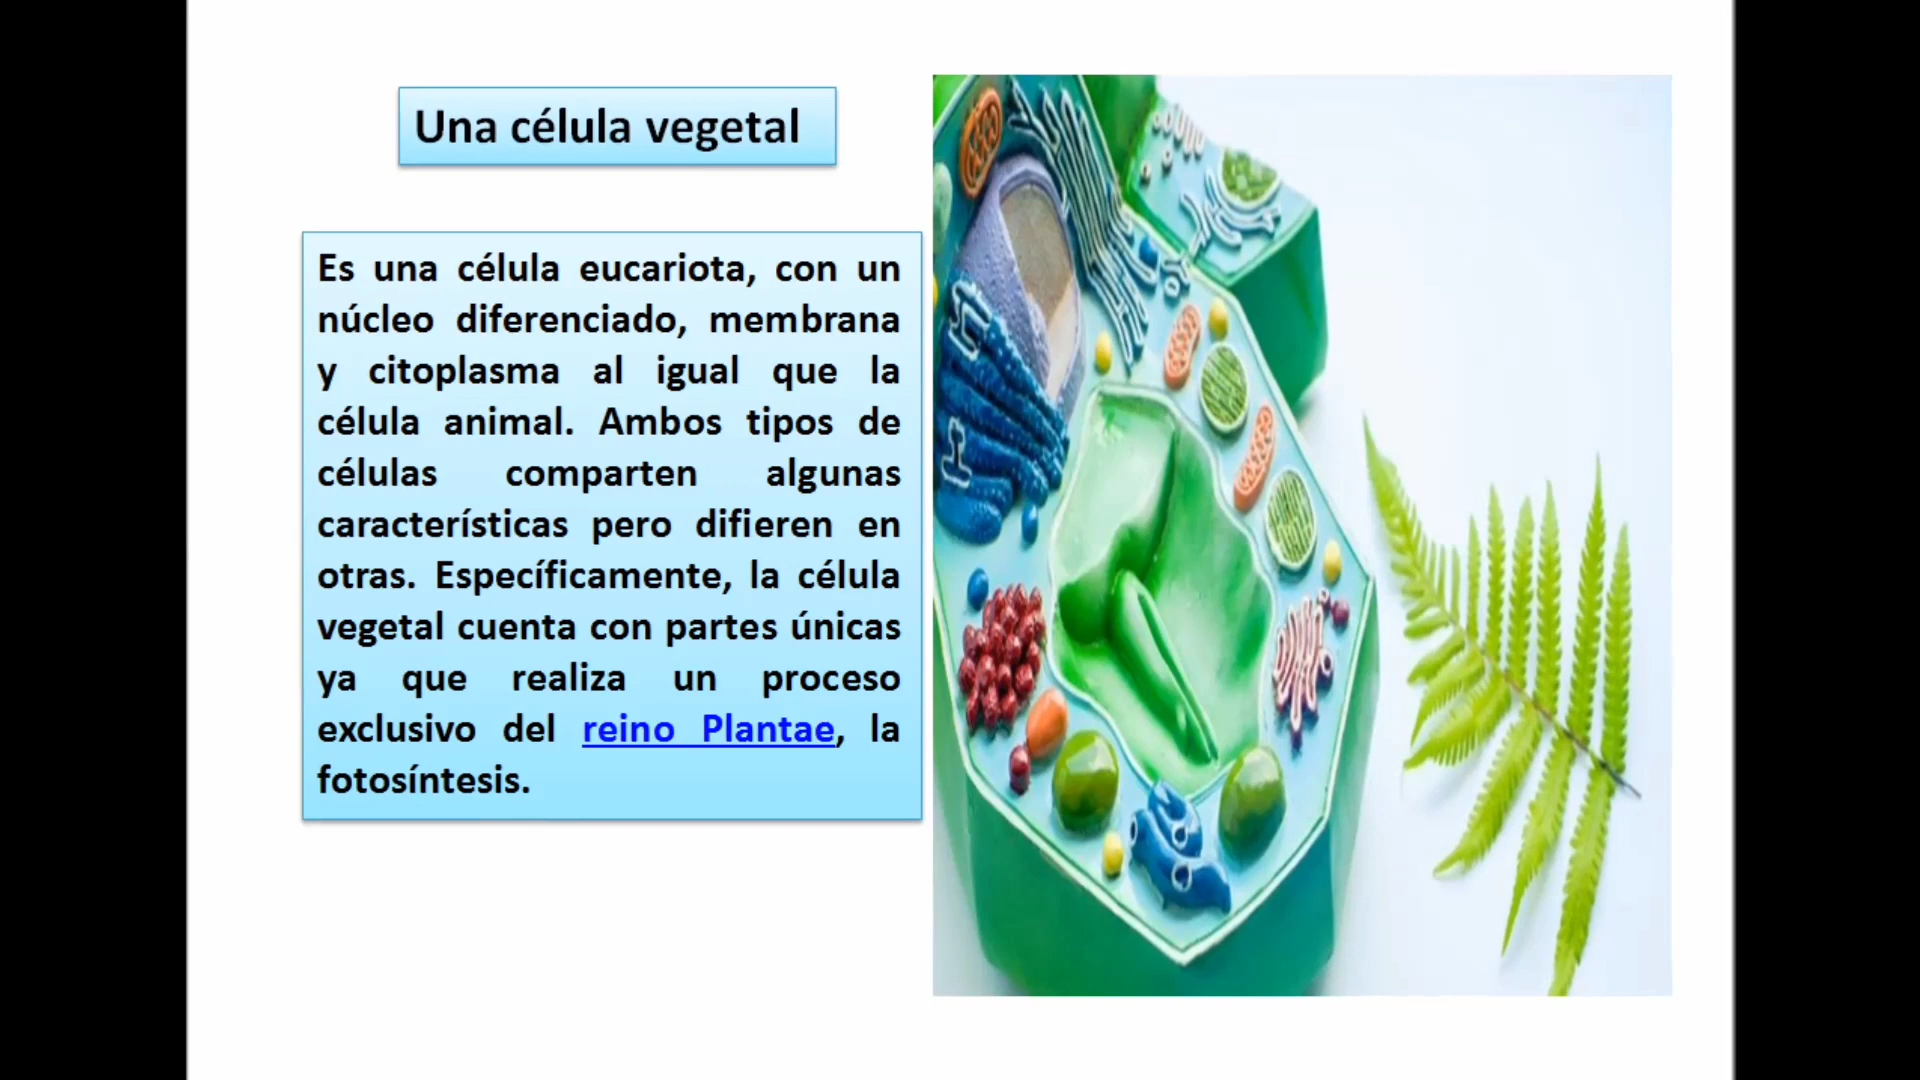 Una célula vegetal
Es una célula eucariota, con un
núcleo diferenciado, membrana
y citoplasma al igual que la
célula animal. Ambos tipos de
células comparten algunas
características pero difieren en
otras. Específicamente, la célula
vegetal cuenta con partes únicas
ya que realiza un proceso
exclusivo del reino Plantae, la
fotosíntesis.